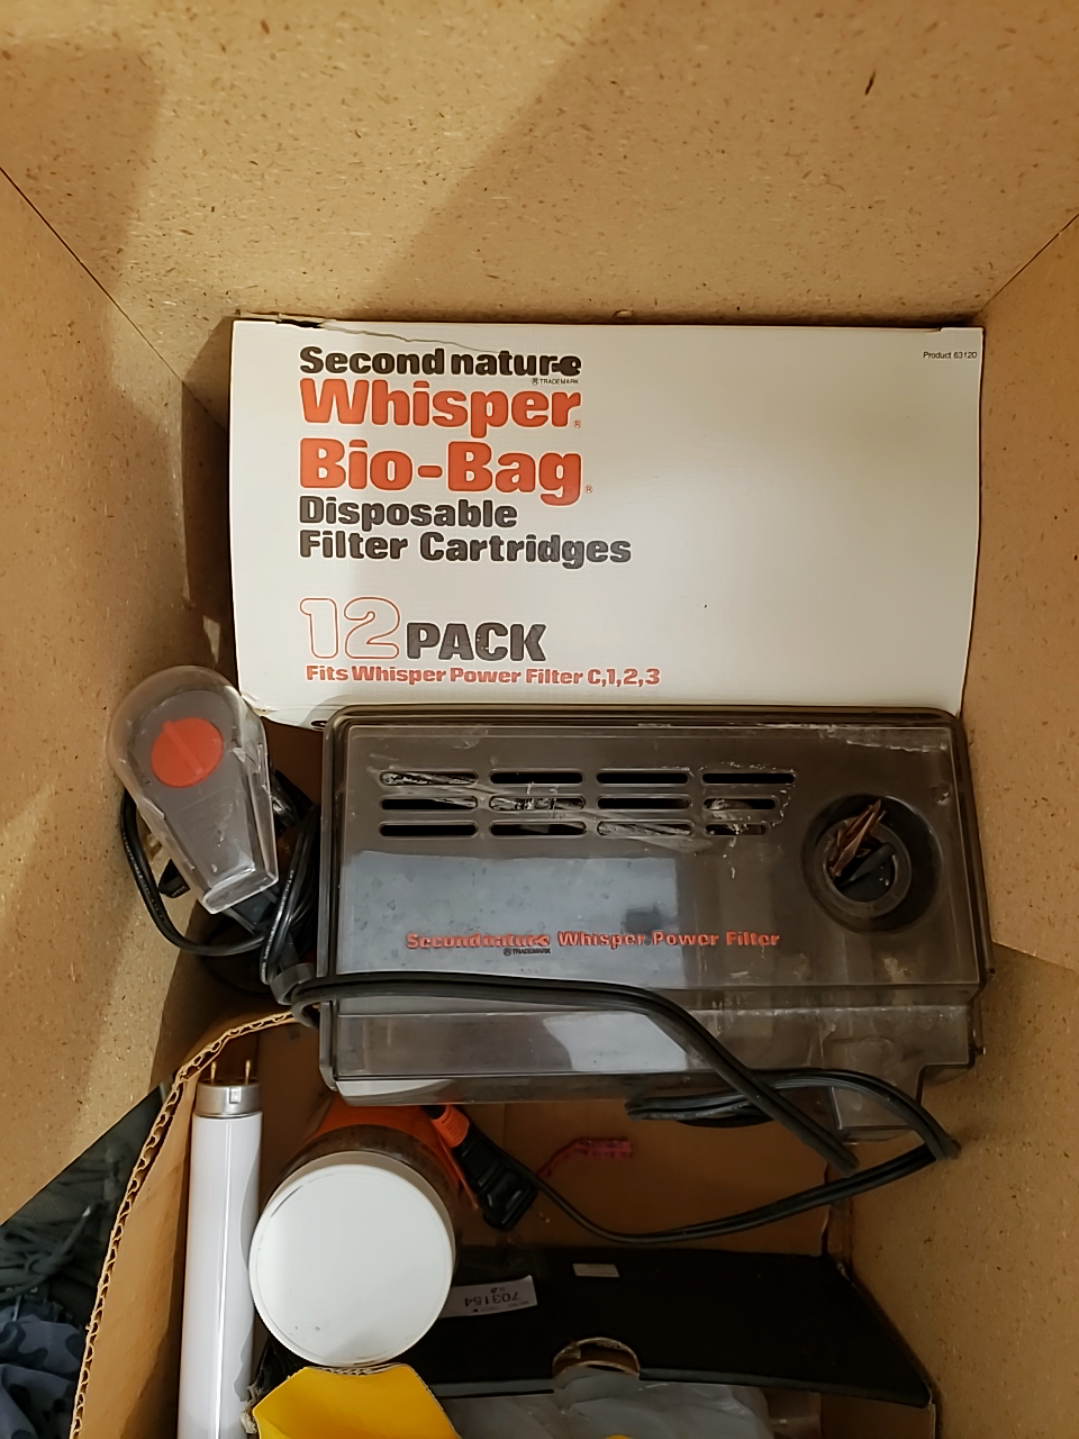 Product 63120
Second nature
® TRADEMARK
Whisper®
Bio-Bag®
Disposable
Filter Cartridges
12 PACK
Fits Whisper Power Filter C,1,2,3
Second nature Whisper Power Filter
® TRADEMARK
703154